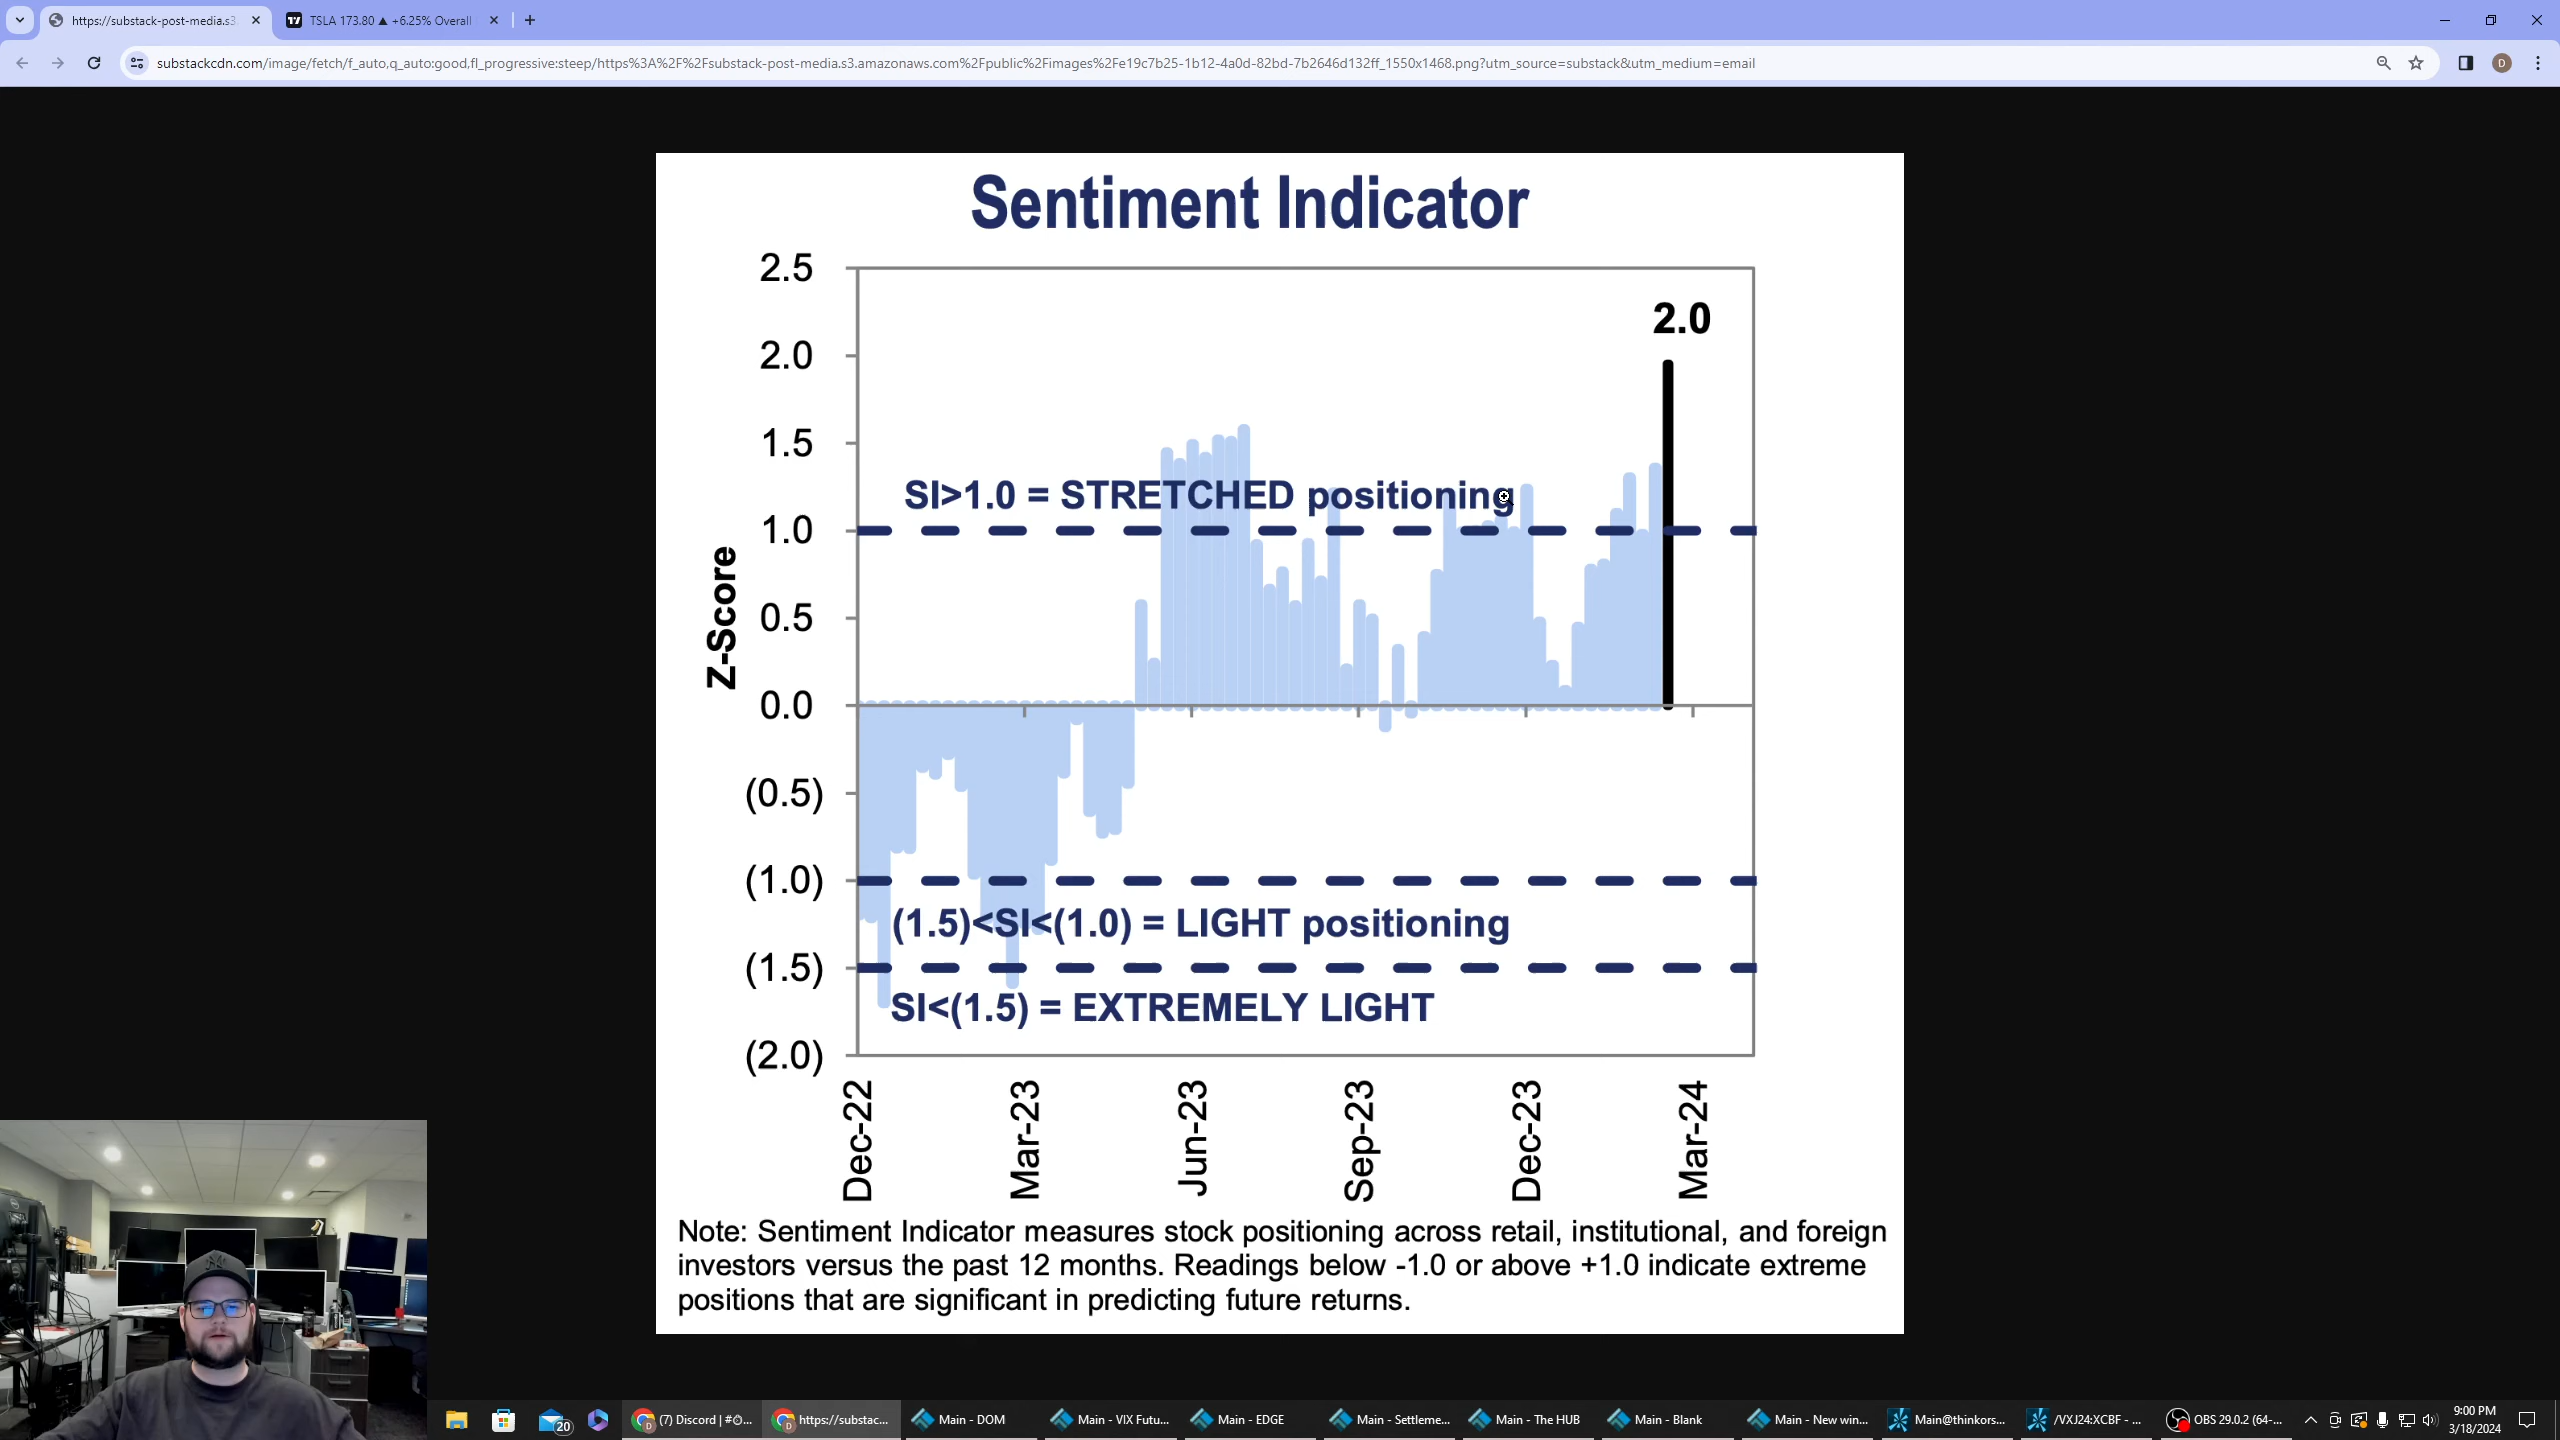 https://substack-post-media.s3
TSLA 173.80 ▲ +6.25% Overall
substackcdn.com/image/fetch/f_auto,q_auto:good,fl_progressive:steep/https%3A%2F%2Fsubstack-post-media.s3.amazonaws.com%2Fpublic%2Fimages%2Fe19c7b25-1b12-4a0d-82bd-7b2646d132ff_1550x1468.png?utm_source=substack&utm_medium=email
D
Sentiment Indicator
2.5
2.0
2.0
1.5
SI>1.0 = STRETCHED positioning
1.0
Z-Score
0.5
0.0
(0.5)
(1.0)
(1.5)<SI<(1.0) = LIGHT positioning
(1.5)
SI<(1.5) = EXTREMELY LIGHT
(2.0)
Dec-22
Mar-23
Jun-23
Sep-23
Dec-23
Mar-24
Note: Sentiment Indicator measures stock positioning across retail, institutional, and foreign
investors versus the past 12 months. Readings below -1.0 or above +1.0 indicate extreme
positions that are significant in predicting future returns.
20
(7) Discord | #...
https://substac...
Main - DOM
Main - VIX Futu...
Main - EDGE
Main - Settleme...
Main - The HUB
Main - Blank
Main - New win...
Main@thinkors...
/VXJ24:XCBF - ...
OBS 29.0.2 (64-...
9:00 PM
3/18/2024